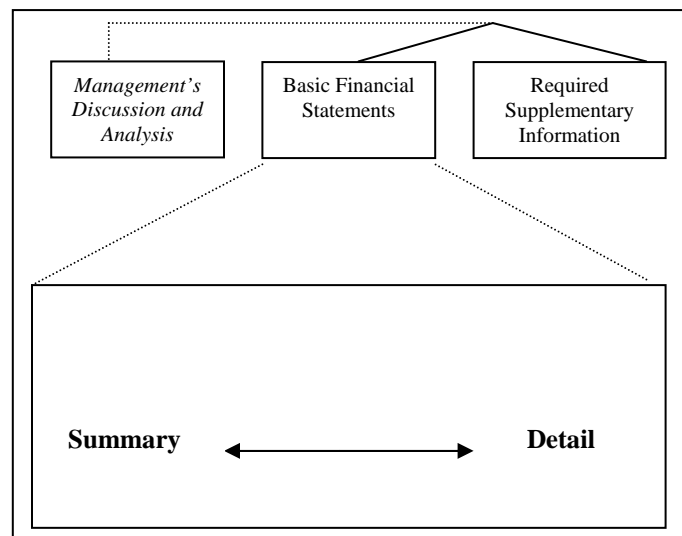 Management’s
Discussion and
Analysis
Basic Financial
Statements
Required
Supplementary
Information
Summary
Detail